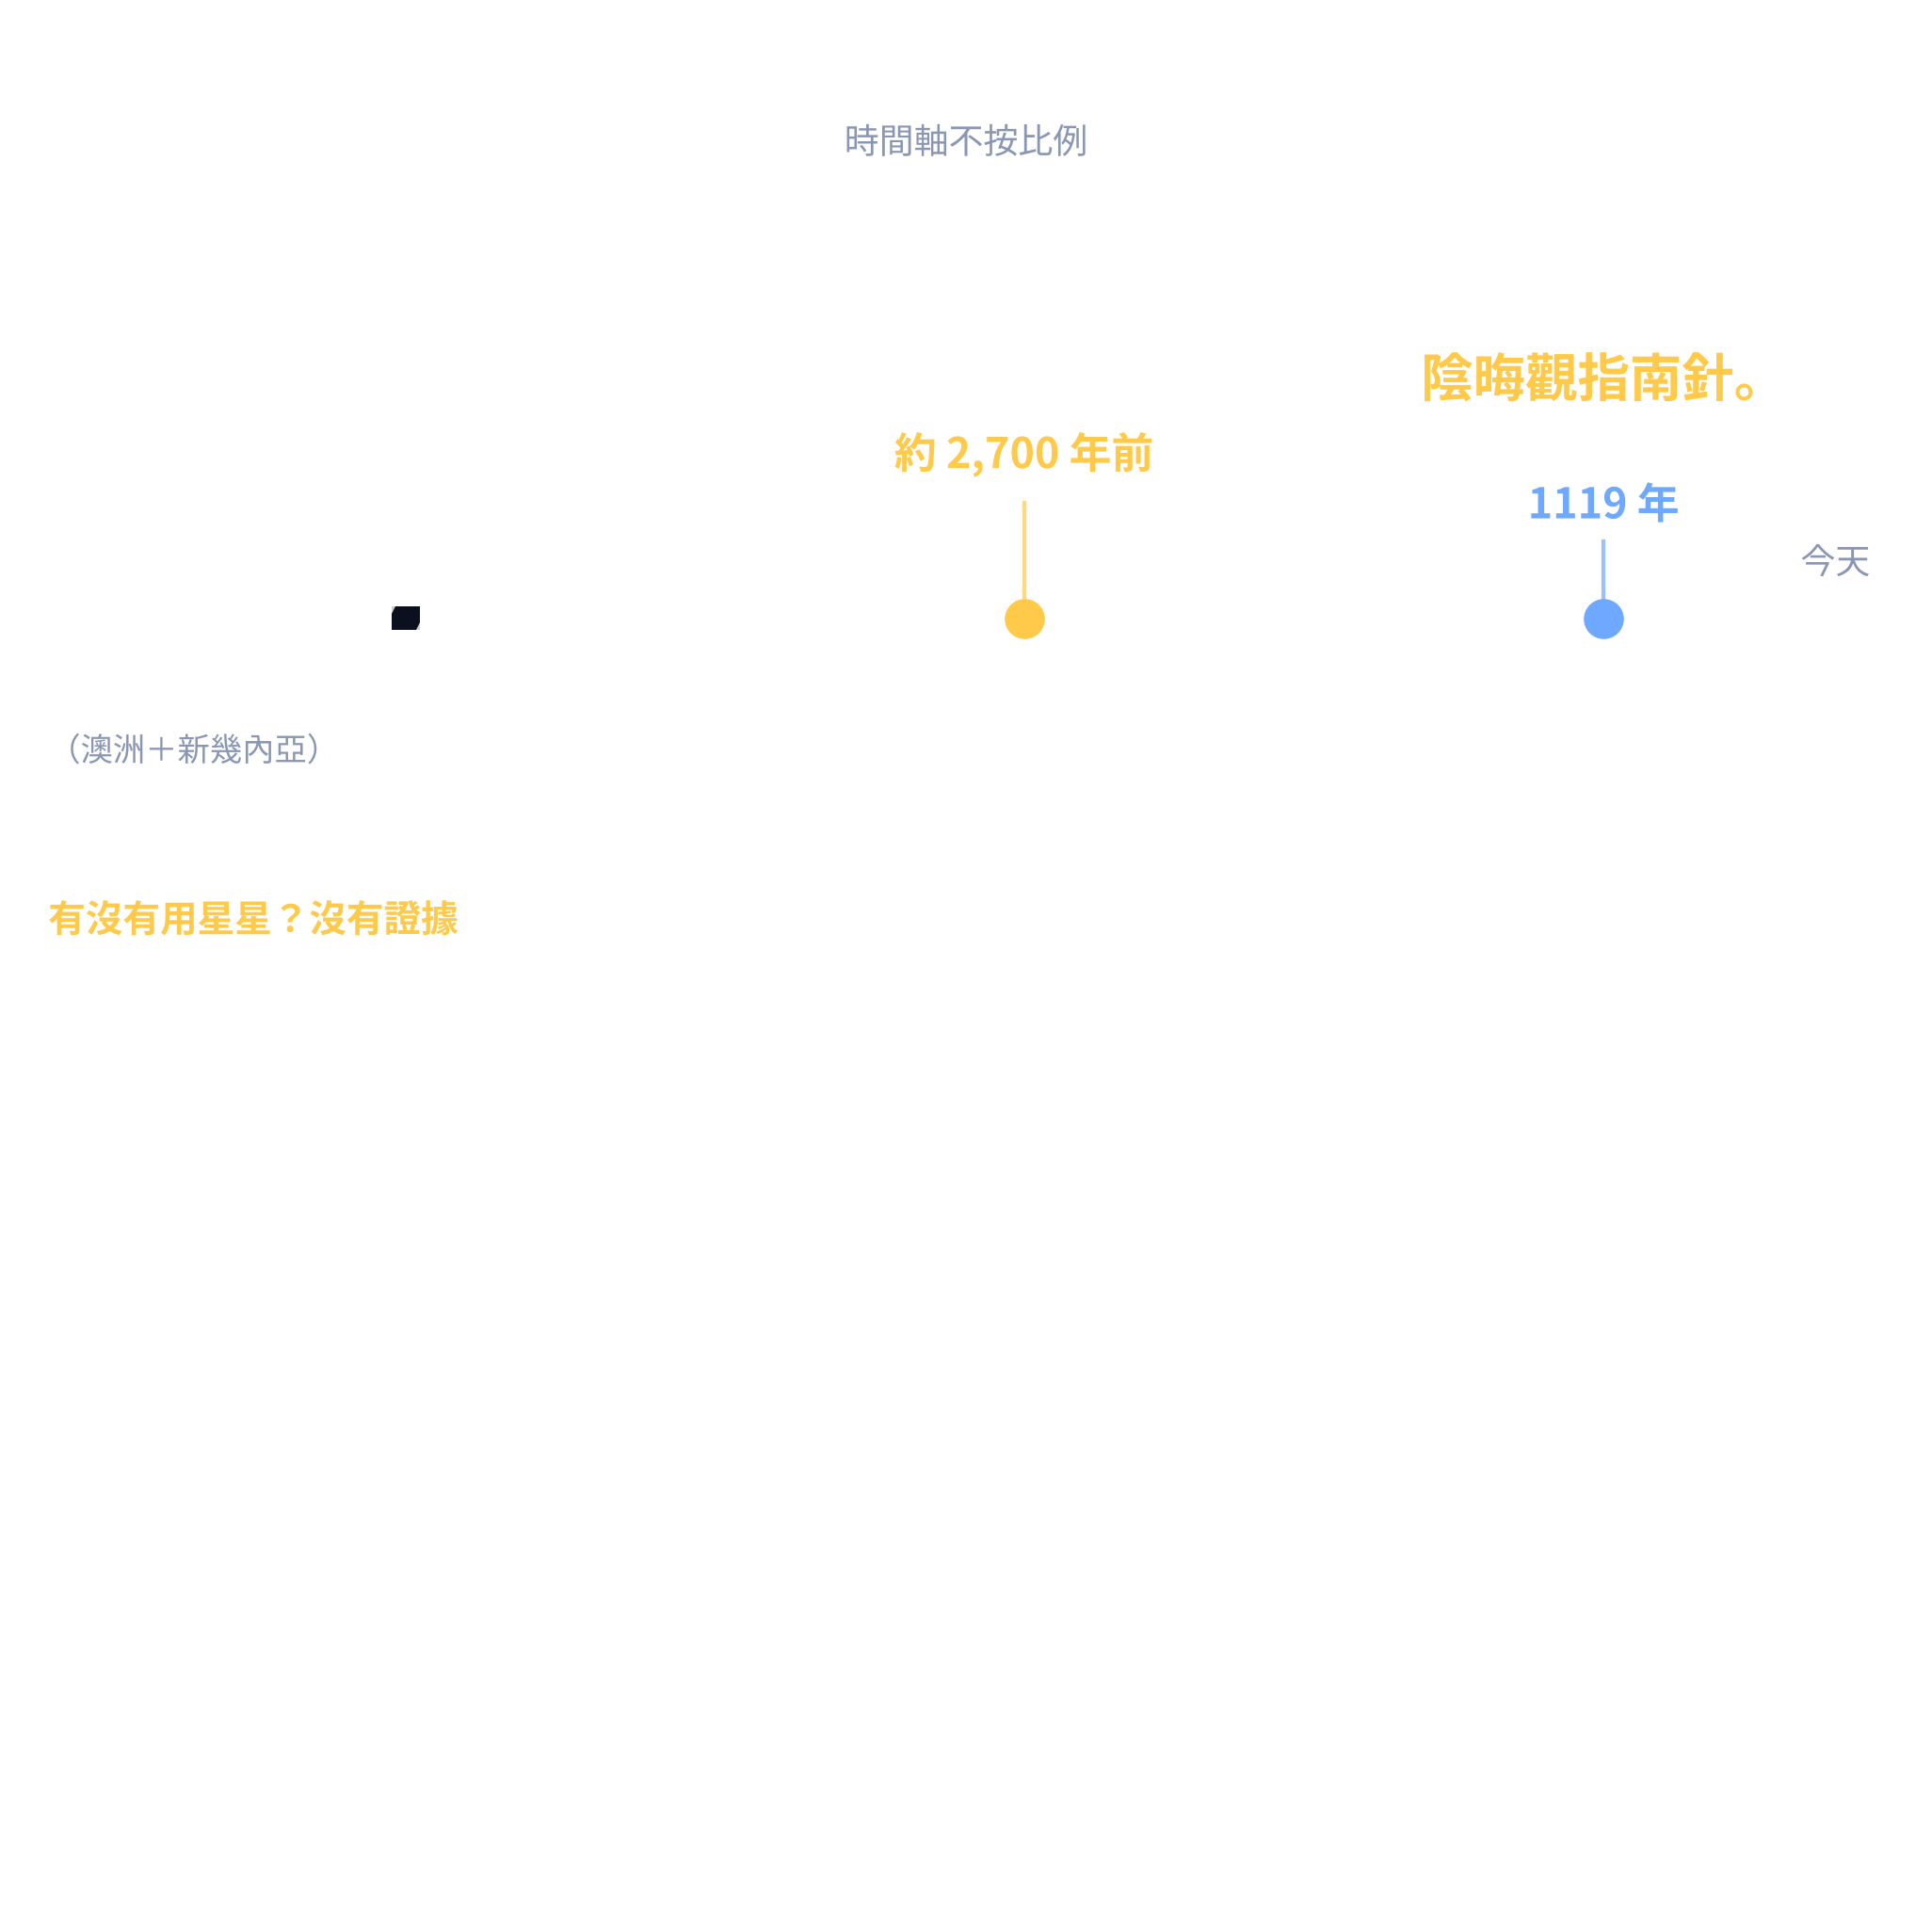 時間軸不按比例
陰晦觀指南針。
約 2,700 年前
1119 年
今天
（澳洲＋新幾內亞）
有沒有用星星？沒有證據